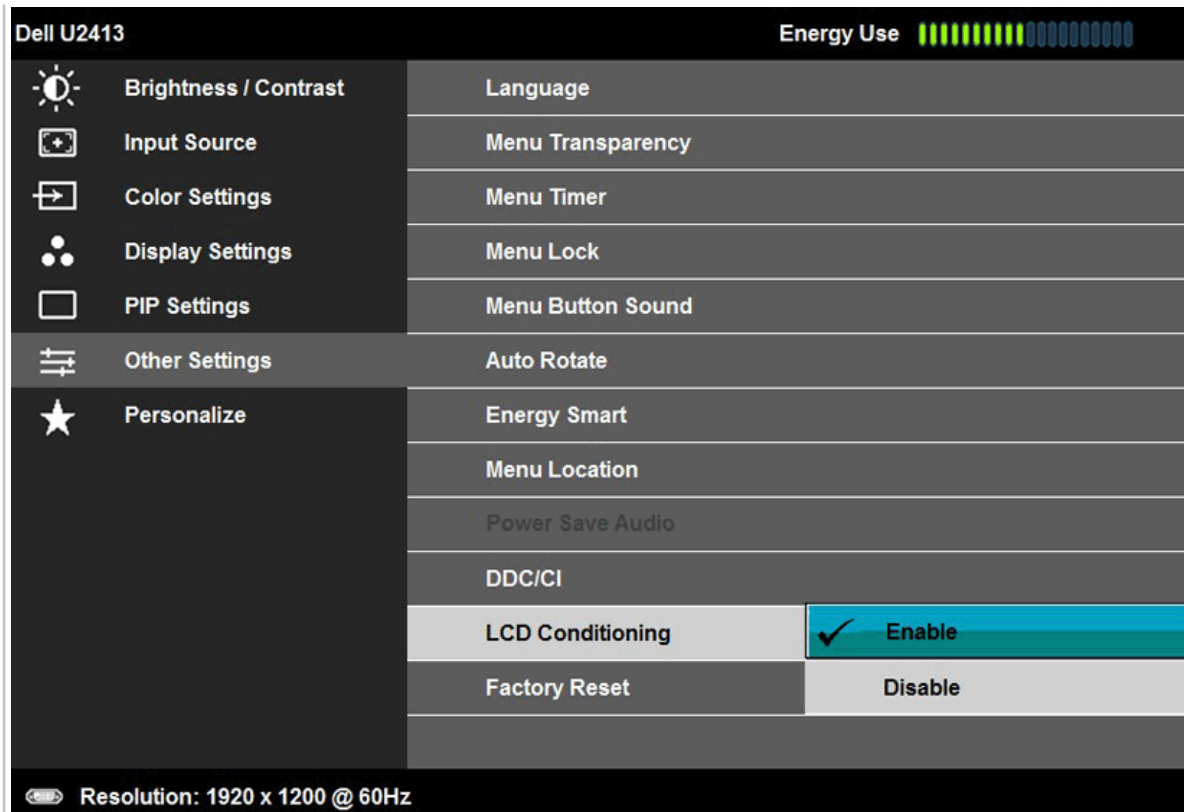 Dell U2413
Energy Use
Brightness / Contrast
Input Source
Color Settings
Display Settings
PIP Settings
Other Settings
Personalize
Language
Menu Transparency
Menu Timer
Menu Lock
Menu Button Sound
Auto Rotate
Energy Smart
Menu Location
Power Save Audio
DDC/CI
LCD Conditioning
Enable
Disable
Factory Reset
Resolution: 1920 x 1200 @ 60Hz